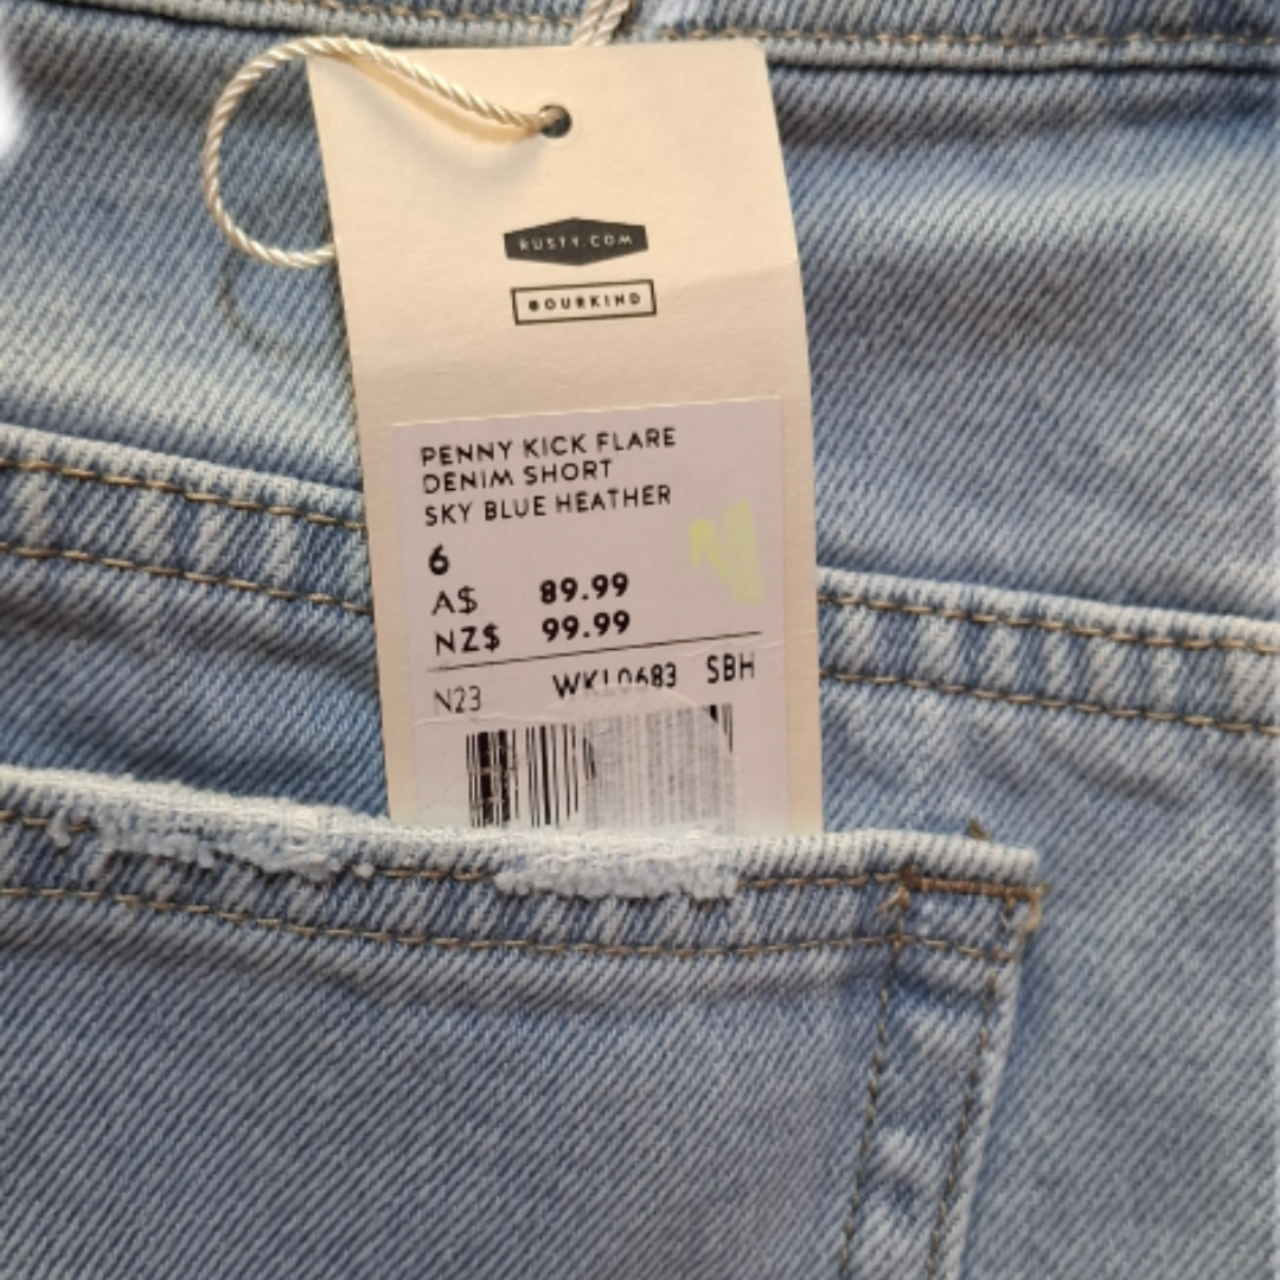 RUSTY.COM
#OURKIND
PENNY KICK FLARE
DENIM SHORT
SKY BLUE HEATHER
6
A$ 89.99
NZ$ 99.99
N23 WKL0683 SBH